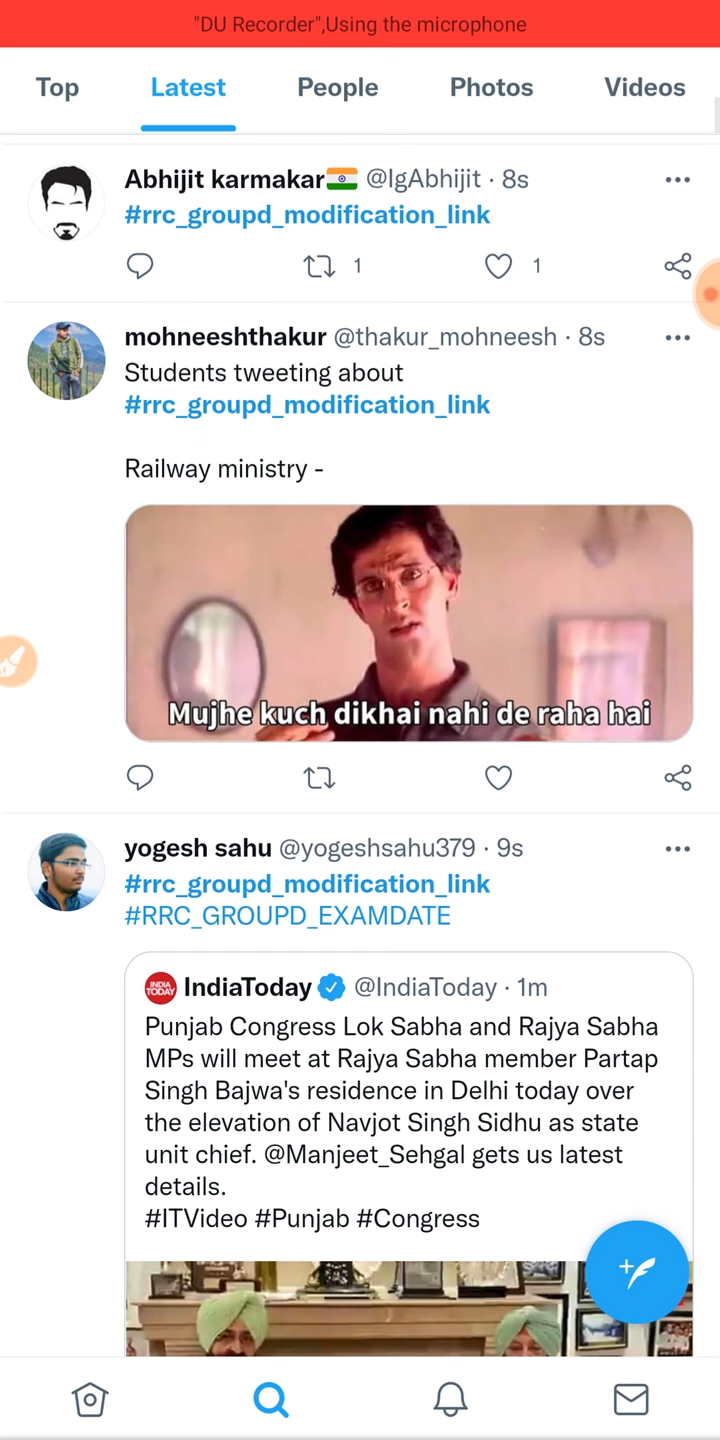 "DU Recorder",Using the microphone
Top Latest People Photos Videos
Abhijit karmakar @IgAbhijit · 8s
#rrc_groupd_modification_link
1 1
mohneeshthakur @thakur_mohneesh · 8s
Students tweeting about
#rrc_groupd_modification_link
Railway ministry -
Mujhe kuch dikhai nahi de raha hai
yogesh sahu @yogeshsahu379 · 9s
#rrc_groupd_modification_link
#RRC_GROUPD_EXAMDATE
INDIA
TODAY
IndiaToday @IndiaToday · 1m
Punjab Congress Lok Sabha and Rajya Sabha
MPs will meet at Rajya Sabha member Partap
Singh Bajwa's residence in Delhi today over
the elevation of Navjot Singh Sidhu as state
unit chief. @Manjeet_Sehgal gets us latest
details.
#ITVideo #Punjab #Congress